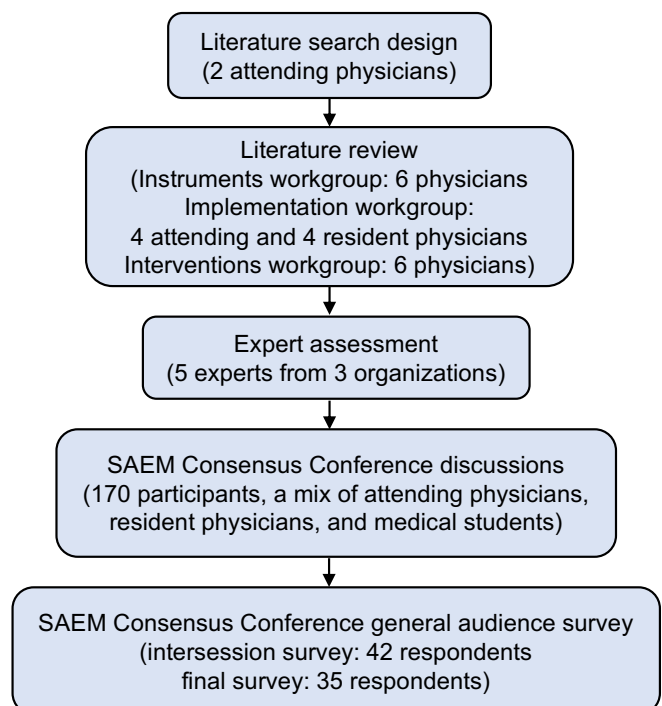 Literature search design
(2 attending physicians)
Literature review
(Instruments workgroup: 6 physicians
Implementation workgroup:
4 attending and 4 resident physicians
Interventions workgroup: 6 physicians)
Expert assessment
(5 experts from 3 organizations)
SAEM Consensus Conference discussions
(170 participants, a mix of attending physicians,
resident physicians, and medical students)
SAEM Consensus Conference general audience survey
(intersession survey: 42 respondents
final survey: 35 respondents)